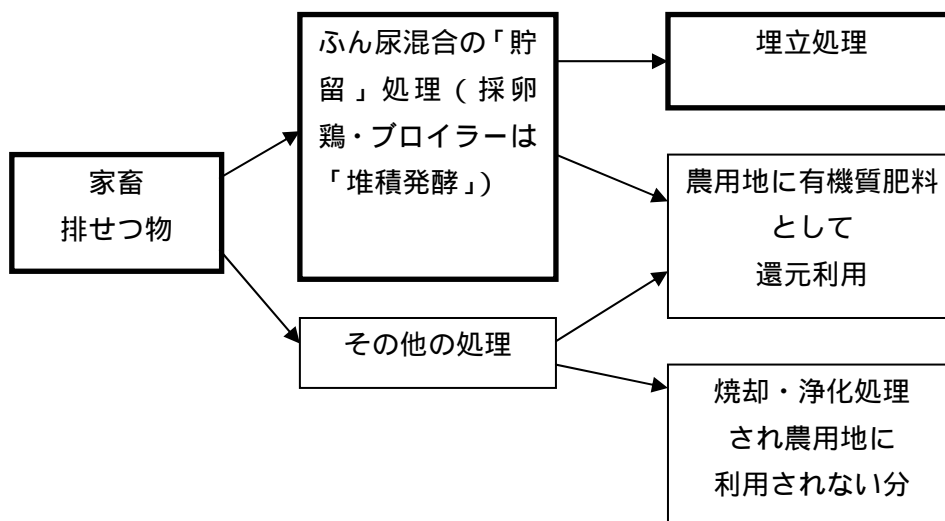 家畜
排せつ物
ふん尿混合の「貯
留」処理(採卵
鶏・ブロイラーは
「堆積発酵」)
その他の処理
埋立処理
農用地に有機質肥料
として
還元利用
焼却・浄化処理
され農用地に
利用されない分